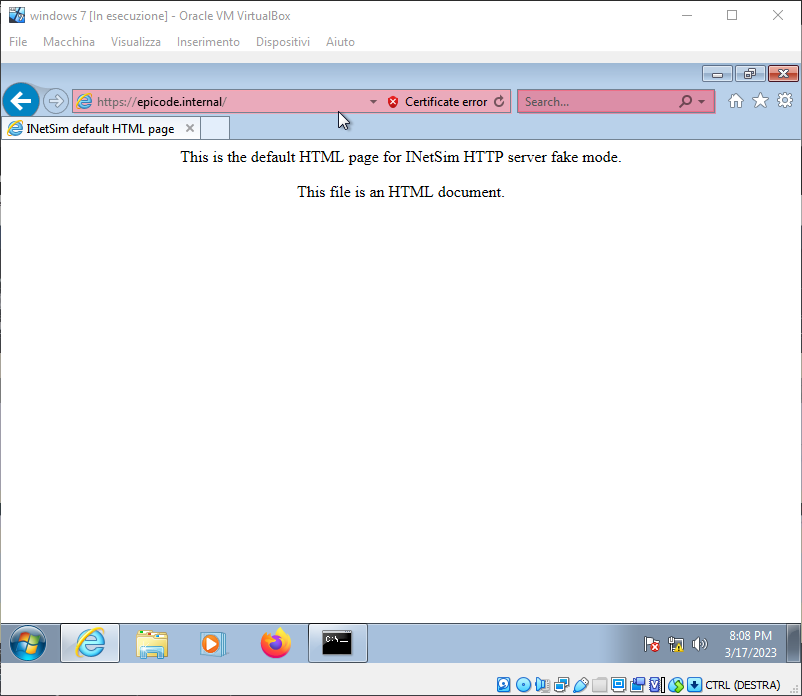 windows 7 [In esecuzione] - Oracle VM VirtualBox
File Macchina Visualizza Inserimento Dispositivi Aiuto
https://epicode.internal/ Certificate error Search...
INetSim default HTML page
This is the default HTML page for INetSim HTTP server fake mode.
This file is an HTML document.
C:\_
8:08 PM
3/17/2023
CTRL (DESTRA)